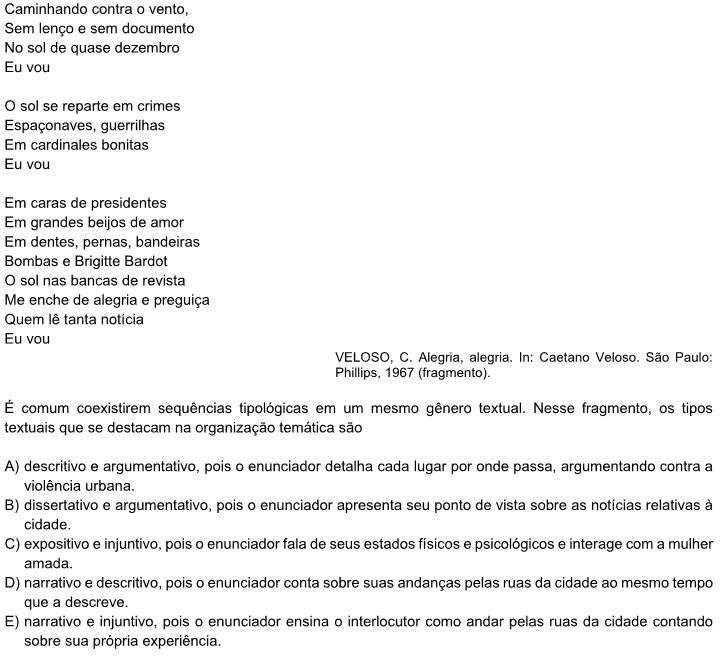 Caminhando contra o vento,
Sem lenço e sem documento
No sol de quase dezembro
Eu vou
O sol se reparte em crimes
Espaçonaves, guerrilhas
Em cardinales bonitas
Eu vou
Em caras de presidentes
Em grandes beijos de amor
Em dentes, pernas, bandeiras
Bombas e Brigitte Bardot
O sol nas bancas de revista
Me enche de alegria e preguiça
Quem lê tanta notícia
Eu vou
VELOSO, C. Alegria, alegria. In: Caetano Veloso. São Paulo:
Phillips, 1967 (fragmento).
É comum coexistirem sequências tipológicas em um mesmo gênero textual. Nesse fragmento, os tipos
textuais que se destacam na organização temática são
A) descritivo e argumentativo, pois o enunciador detalha cada lugar por onde passa, argumentando contra a
violência urbana.
B) dissertativo e argumentativo, pois o enunciador apresenta seu ponto de vista sobre as notícias relativas à
cidade.
C) expositivo e injuntivo, pois o enunciador fala de seus estados físicos e psicológicos e interage com a mulher
amada.
D) narrativo e descritivo, pois o enunciador conta sobre suas andanças pelas ruas da cidade ao mesmo tempo
que a descreve.
E) narrativo e injuntivo, pois o enunciador ensina o interlocutor como andar pelas ruas da cidade contando
sobre sua própria experiência.